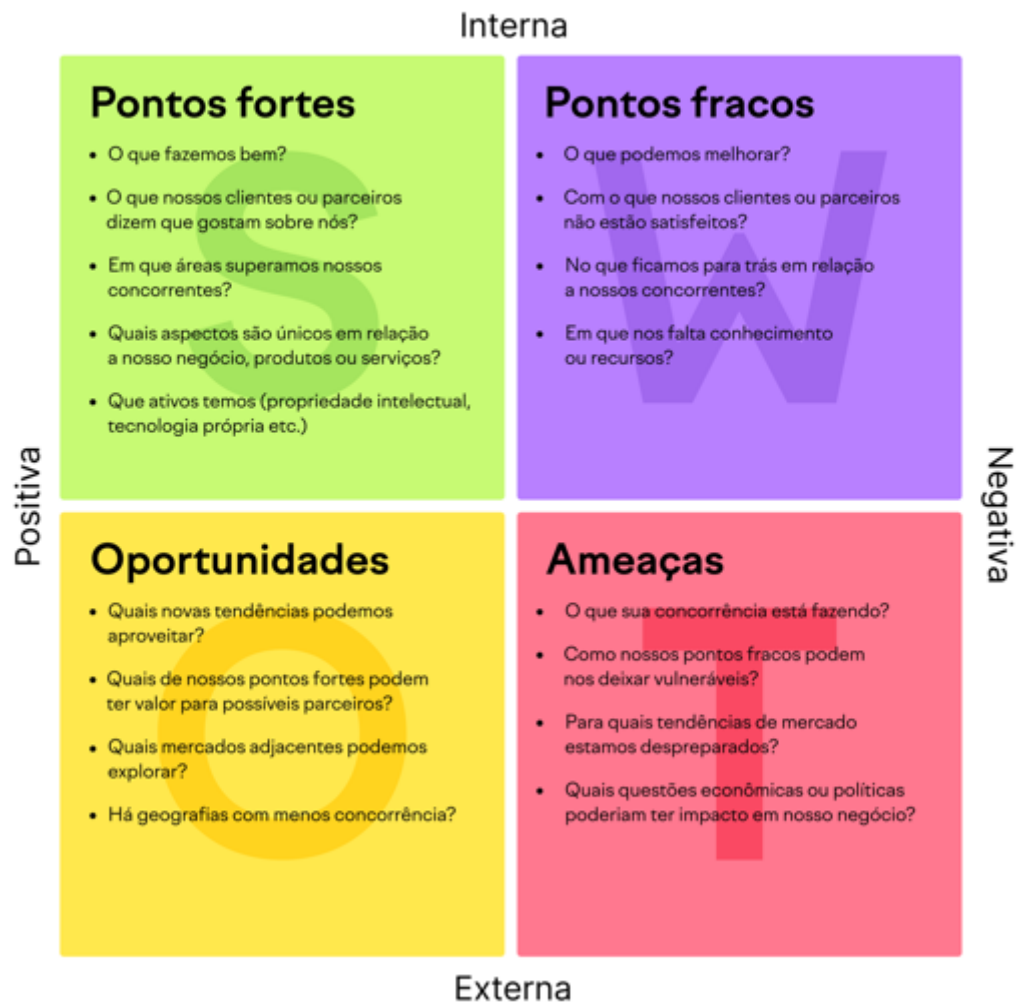 Interna
Pontos fortes
• O que fazemos bem?
• O que nossos clientes ou parceiros
dizem que gostam sobre nós?
• Em que áreas superamos nossos
concorrentes?
• Quais aspectos são únicos em relação
a nosso negócio, produtos ou serviços?
• Que ativos temos (propriedade intelectual,
tecnologia própria etc.)
S
Pontos fracos
• O que podemos melhorar?
• Com o que nossos clientes ou parceiros
não estão satisfeitos?
• No que ficamos para trás em relação
a nossos concorrentes?
• Em que nos falta conhecimento
ou recursos?
W
Positiva
Negativa
Oportunidades
• Quais novas tendências podemos
aproveitar?
• Quais de nossos pontos fortes podem
ter valor para possíveis parceiros?
• Quais mercados adjacentes podemos
explorar?
• Há geografias com menos concorrência?
O
Ameaças
• O que sua concorrência está fazendo?
• Como nossos pontos fracos podem
nos deixar vulneráveis?
• Para quais tendências de mercado
estamos despreparados?
• Quais questões econômicas ou políticas
poderiam ter impacto em nosso negócio?
T
Externa